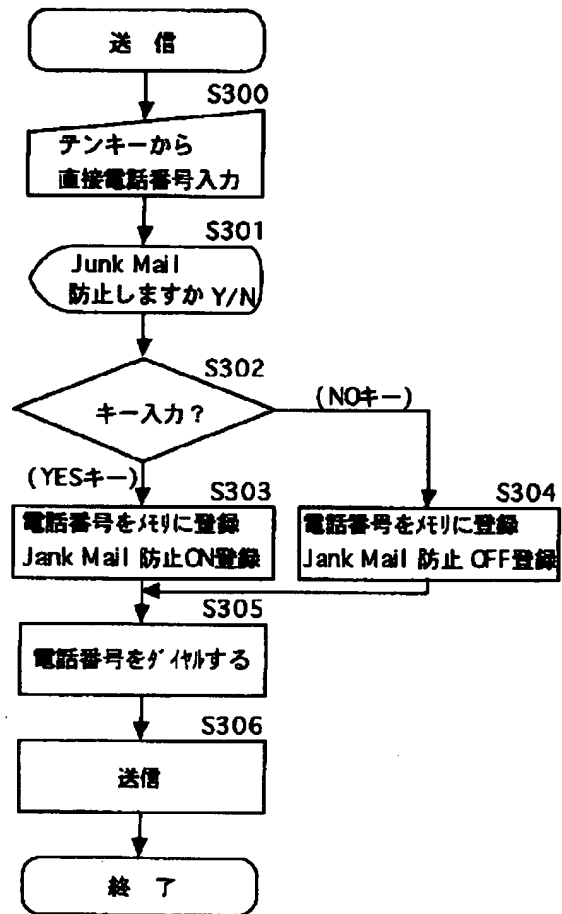 送 信
S300
テンキーから
直接電話番号入力
S301
Junk Mail
防止しますか Y/N
S302
キー入力？
(NOキー)
(YESキー)
S303
電話番号をﾒﾓﾘに登録
Jank Mail 防止ON登録
S304
電話番号をﾒﾓﾘに登録
Jank Mail 防止 OFF登録
S305
電話番号をﾀﾞｲﾔﾙする
S306
送信
終 了